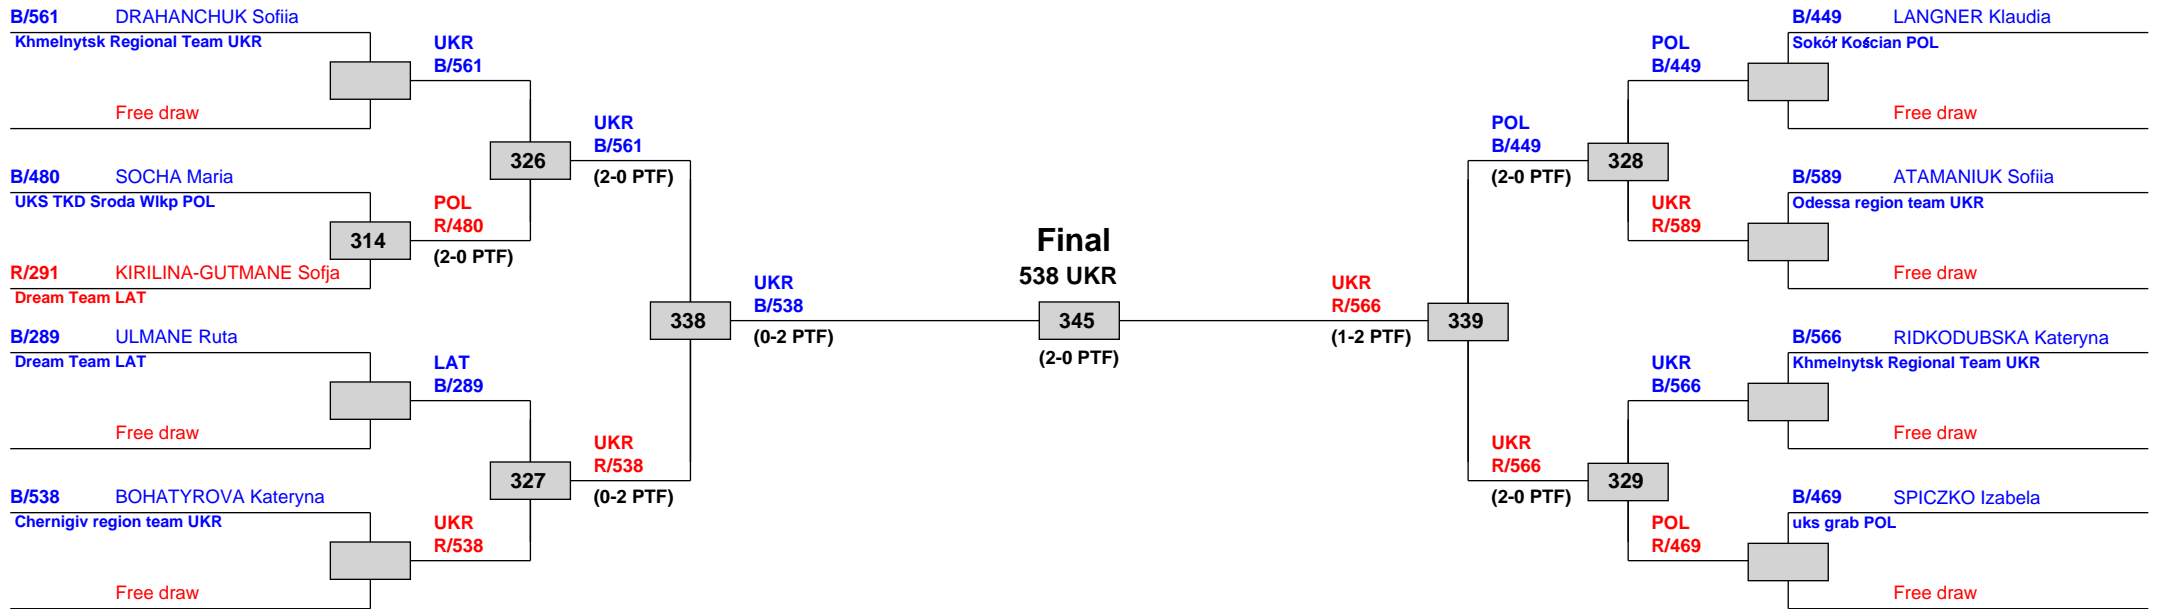 B/561 DRAHANCHUK Sofiia
Khmelnytsk Regional Team UKR
Free draw
B/480 SOCHA Maria
UKS TKD Sroda Wlkp POL
314
R/291 KIRILINA-GUTMANE Sofja
Dream Team LAT
B/289 ULMANE Ruta
Dream Team LAT
Free draw
B/538 BOHATYROVA Kateryna
Chernigiv region team UKR
Free draw
UKR
B/561
326
POL
R/480
(2-0 PTF)
LAT
B/289
327
UKR
R/538
UKR
B/561
(2-0 PTF)
338
UKR
R/538
(0-2 PTF)
UKR
B/538
(0-2 PTF)
Final
538 UKR
345
(2-0 PTF)
UKR
R/566
(1-2 PTF)
339
POL
B/449
(2-0 PTF)
UKR
R/566
(2-0 PTF)
POL
B/449
328
UKR
R/589
UKR
B/566
329
POL
R/469
B/449 LANGNER Klaudia
Sokół Kościan POL
Free draw
B/589 ATAMANIUK Sofiia
Odessa region team UKR
Free draw
B/566 RIDKODUBSKA Kateryna
Khmelnytsk Regional Team UKR
Free draw
B/469 SPICZKO Izabela
uks grab POL
Free draw